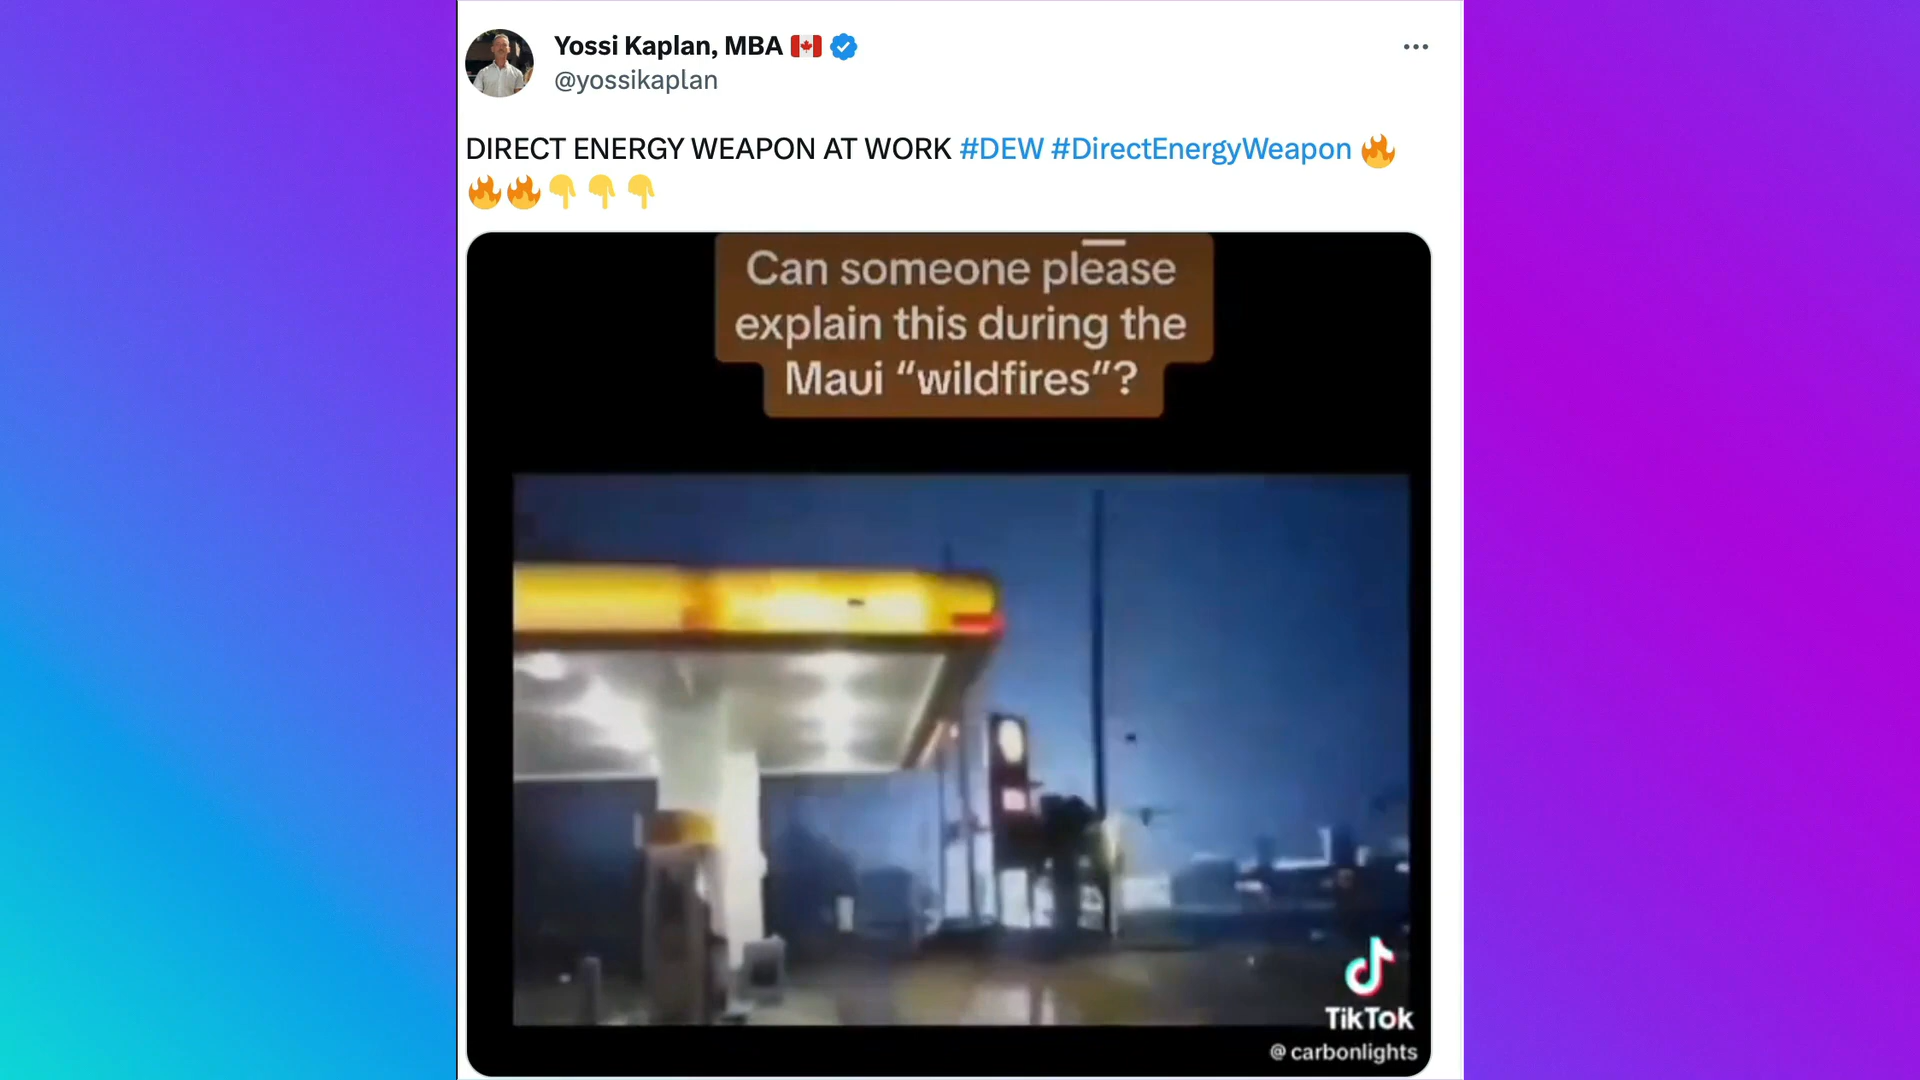 Yossi Kaplan, MBA 🇨🇦
@yossikaplan
DIRECT ENERGY WEAPON AT WORK #DEW #DirectEnergyWeapon 🔥
🔥🔥👇👇👇
Can someone please
explain this during the
Maui “wildfires”?
TikTok
@carbonlights